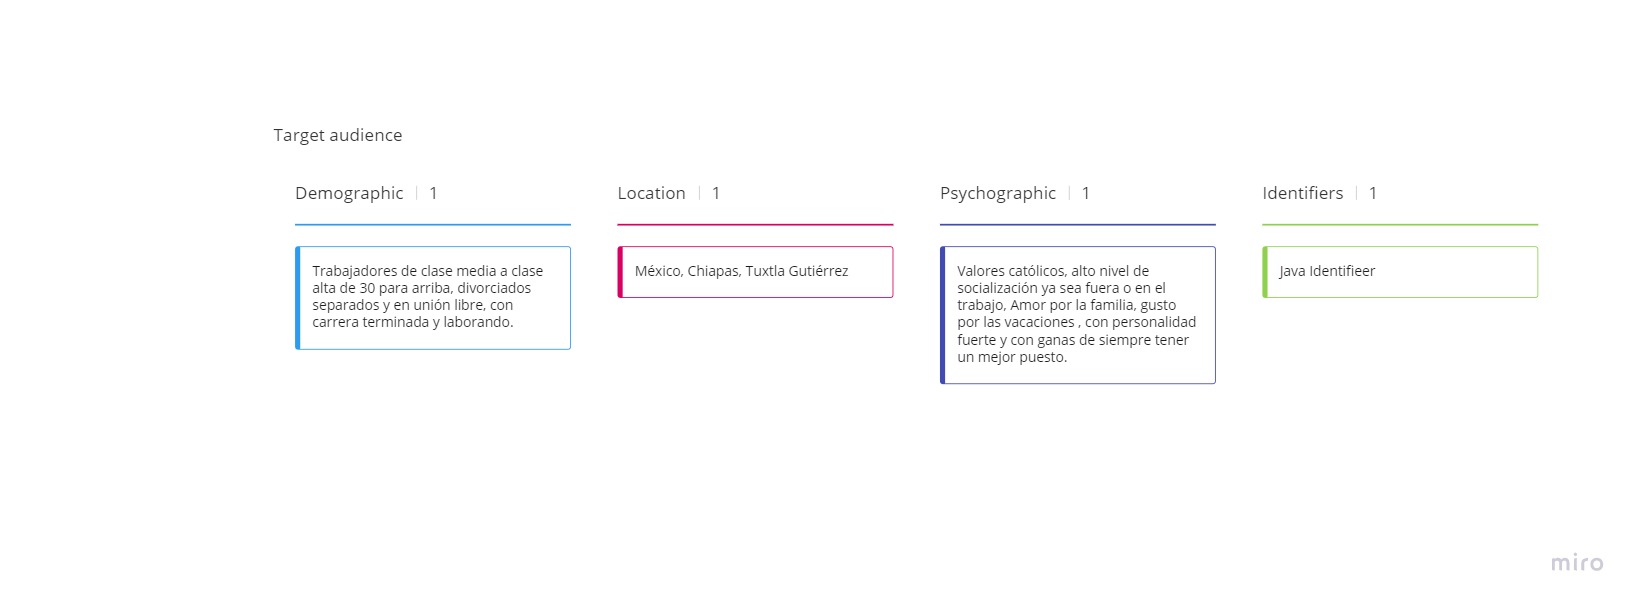 Target audience
Demographic 1
Trabajadores de clase media a clase
alta de 30 para arriba, divorciados
separados y en unión libre, con
carrera terminada y laborando.
Location 1
México, Chiapas, Tuxtla Gutiérrez
Psychographic 1
Valores católicos, alto nivel de
socialización ya sea fuera o en el
trabajo, Amor por la familia, gusto
por las vacaciones , con personalidad
fuerte y con ganas de siempre tener
un mejor puesto.
Identifiers 1
Java Identifieer
miro